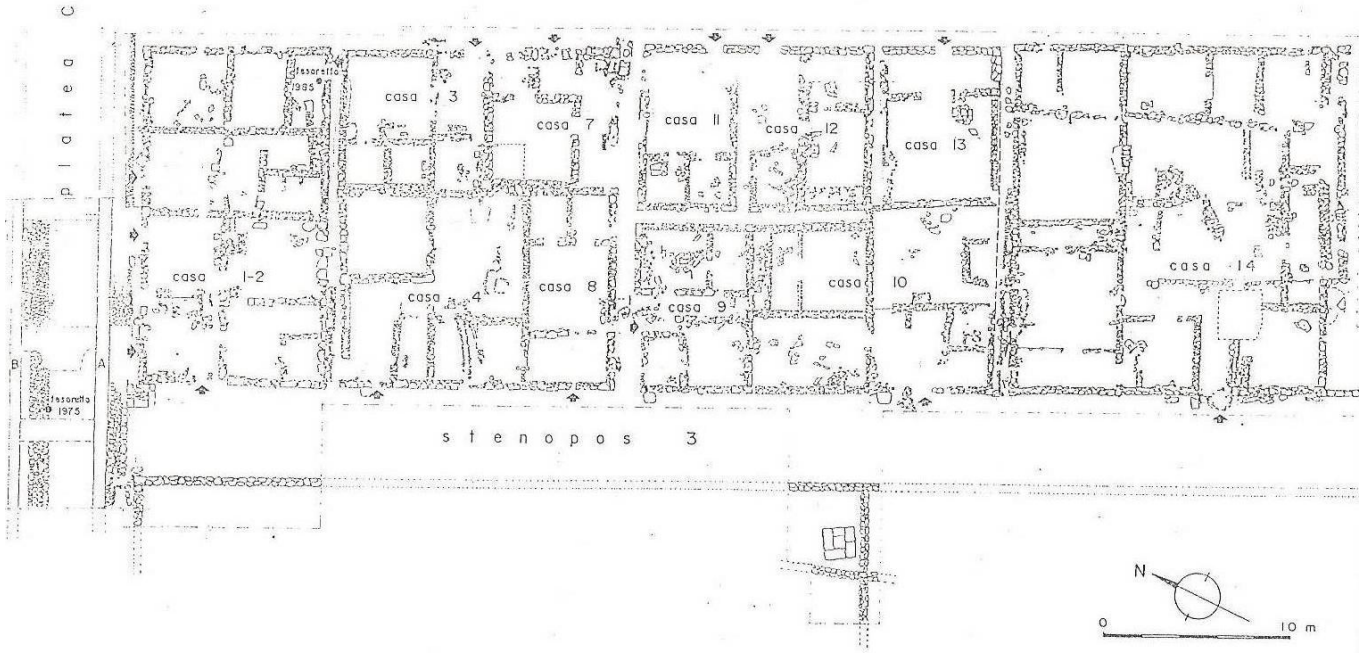 platea C
tesoretto
1985
casa 3
casa 7
casa 11
casa 12
casa 13
casa 1-2
casa 4
casa 8
casa 9
casa 10
casa 14
B
A
tesoretto
1975
stenopos 3
N
0 10 m